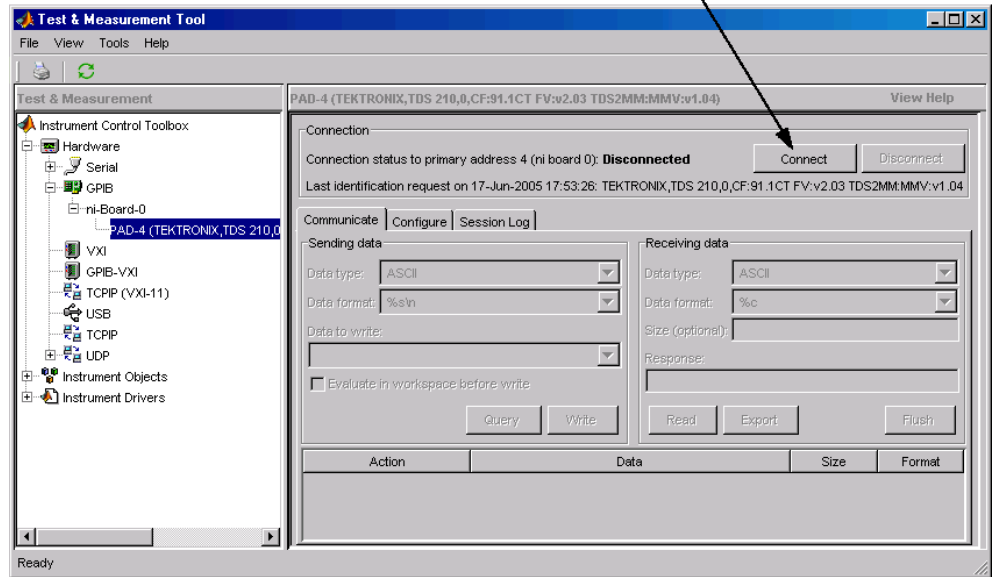 Test & Measurement Tool
File View Tools Help
Test & Measurement
PAD-4 (TEKTRONIX,TDS 210,0,CF:91.1CT FV:v2.03 TDS2MM:MMV:v1.04) View Help
Instrument Control Toolbox
Hardware
Serial
GPIB
ni-Board-0
PAD-4 (TEKTRONIX,TDS 210,0
VXI
GPIB-VXI
TCPIP (VXI-11)
USB
TCPIP
UDP
Instrument Objects
Instrument Drivers
Connection
Connection status to primary address 4 (ni board 0): Disconnected Connect Disconnect
Last identification request on 17-Jun-2005 17:53:26: TEKTRONIX,TDS 210,0,CF:91.1CT FV:v2.03 TDS2MM:MMV:v1.04
Communicate Configure Session Log
Sending data
Data type: ASCII
Data format: %s\n
Data to write:
Evaluate in workspace before write
Query Write
Receiving data
Data type: ASCII
Data format: %c
Size (optional):
Response:
Read Export Flush
Action Data Size Format
Ready